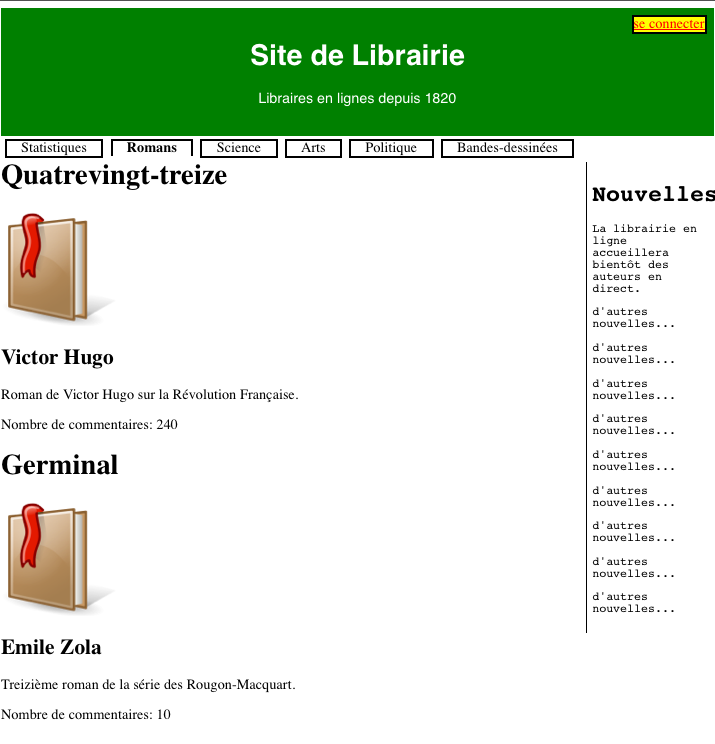 se connecter
Site de Librairie
Libraires en lignes depuis 1820
Statistiques Romans Science Arts Politique Bandes-dessinées
Quatrevingt-treize
Victor Hugo
Roman de Victor Hugo sur la Révolution Française.
Nombre de commentaires: 240
Germinal
Emile Zola
Treizième roman de la série des Rougon-Macquart.
Nombre de commentaires: 10
Nouvelles
La librairie en
ligne
accueillera
bientôt des
auteurs en
direct.
d'autres
nouvelles...
d'autres
nouvelles...
d'autres
nouvelles...
d'autres
nouvelles...
d'autres
nouvelles...
d'autres
nouvelles...
d'autres
nouvelles...
d'autres
nouvelles...
d'autres
nouvelles...